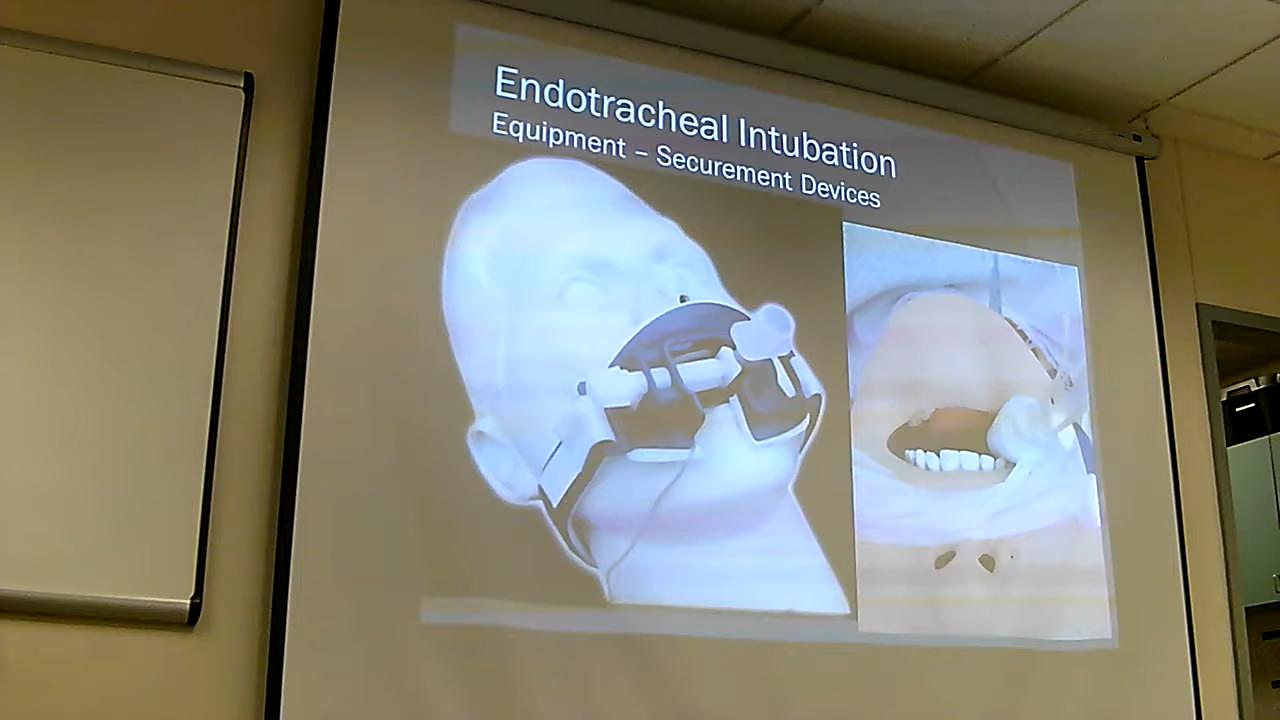 Endotracheal Intubation
Equipment – Securement Devices